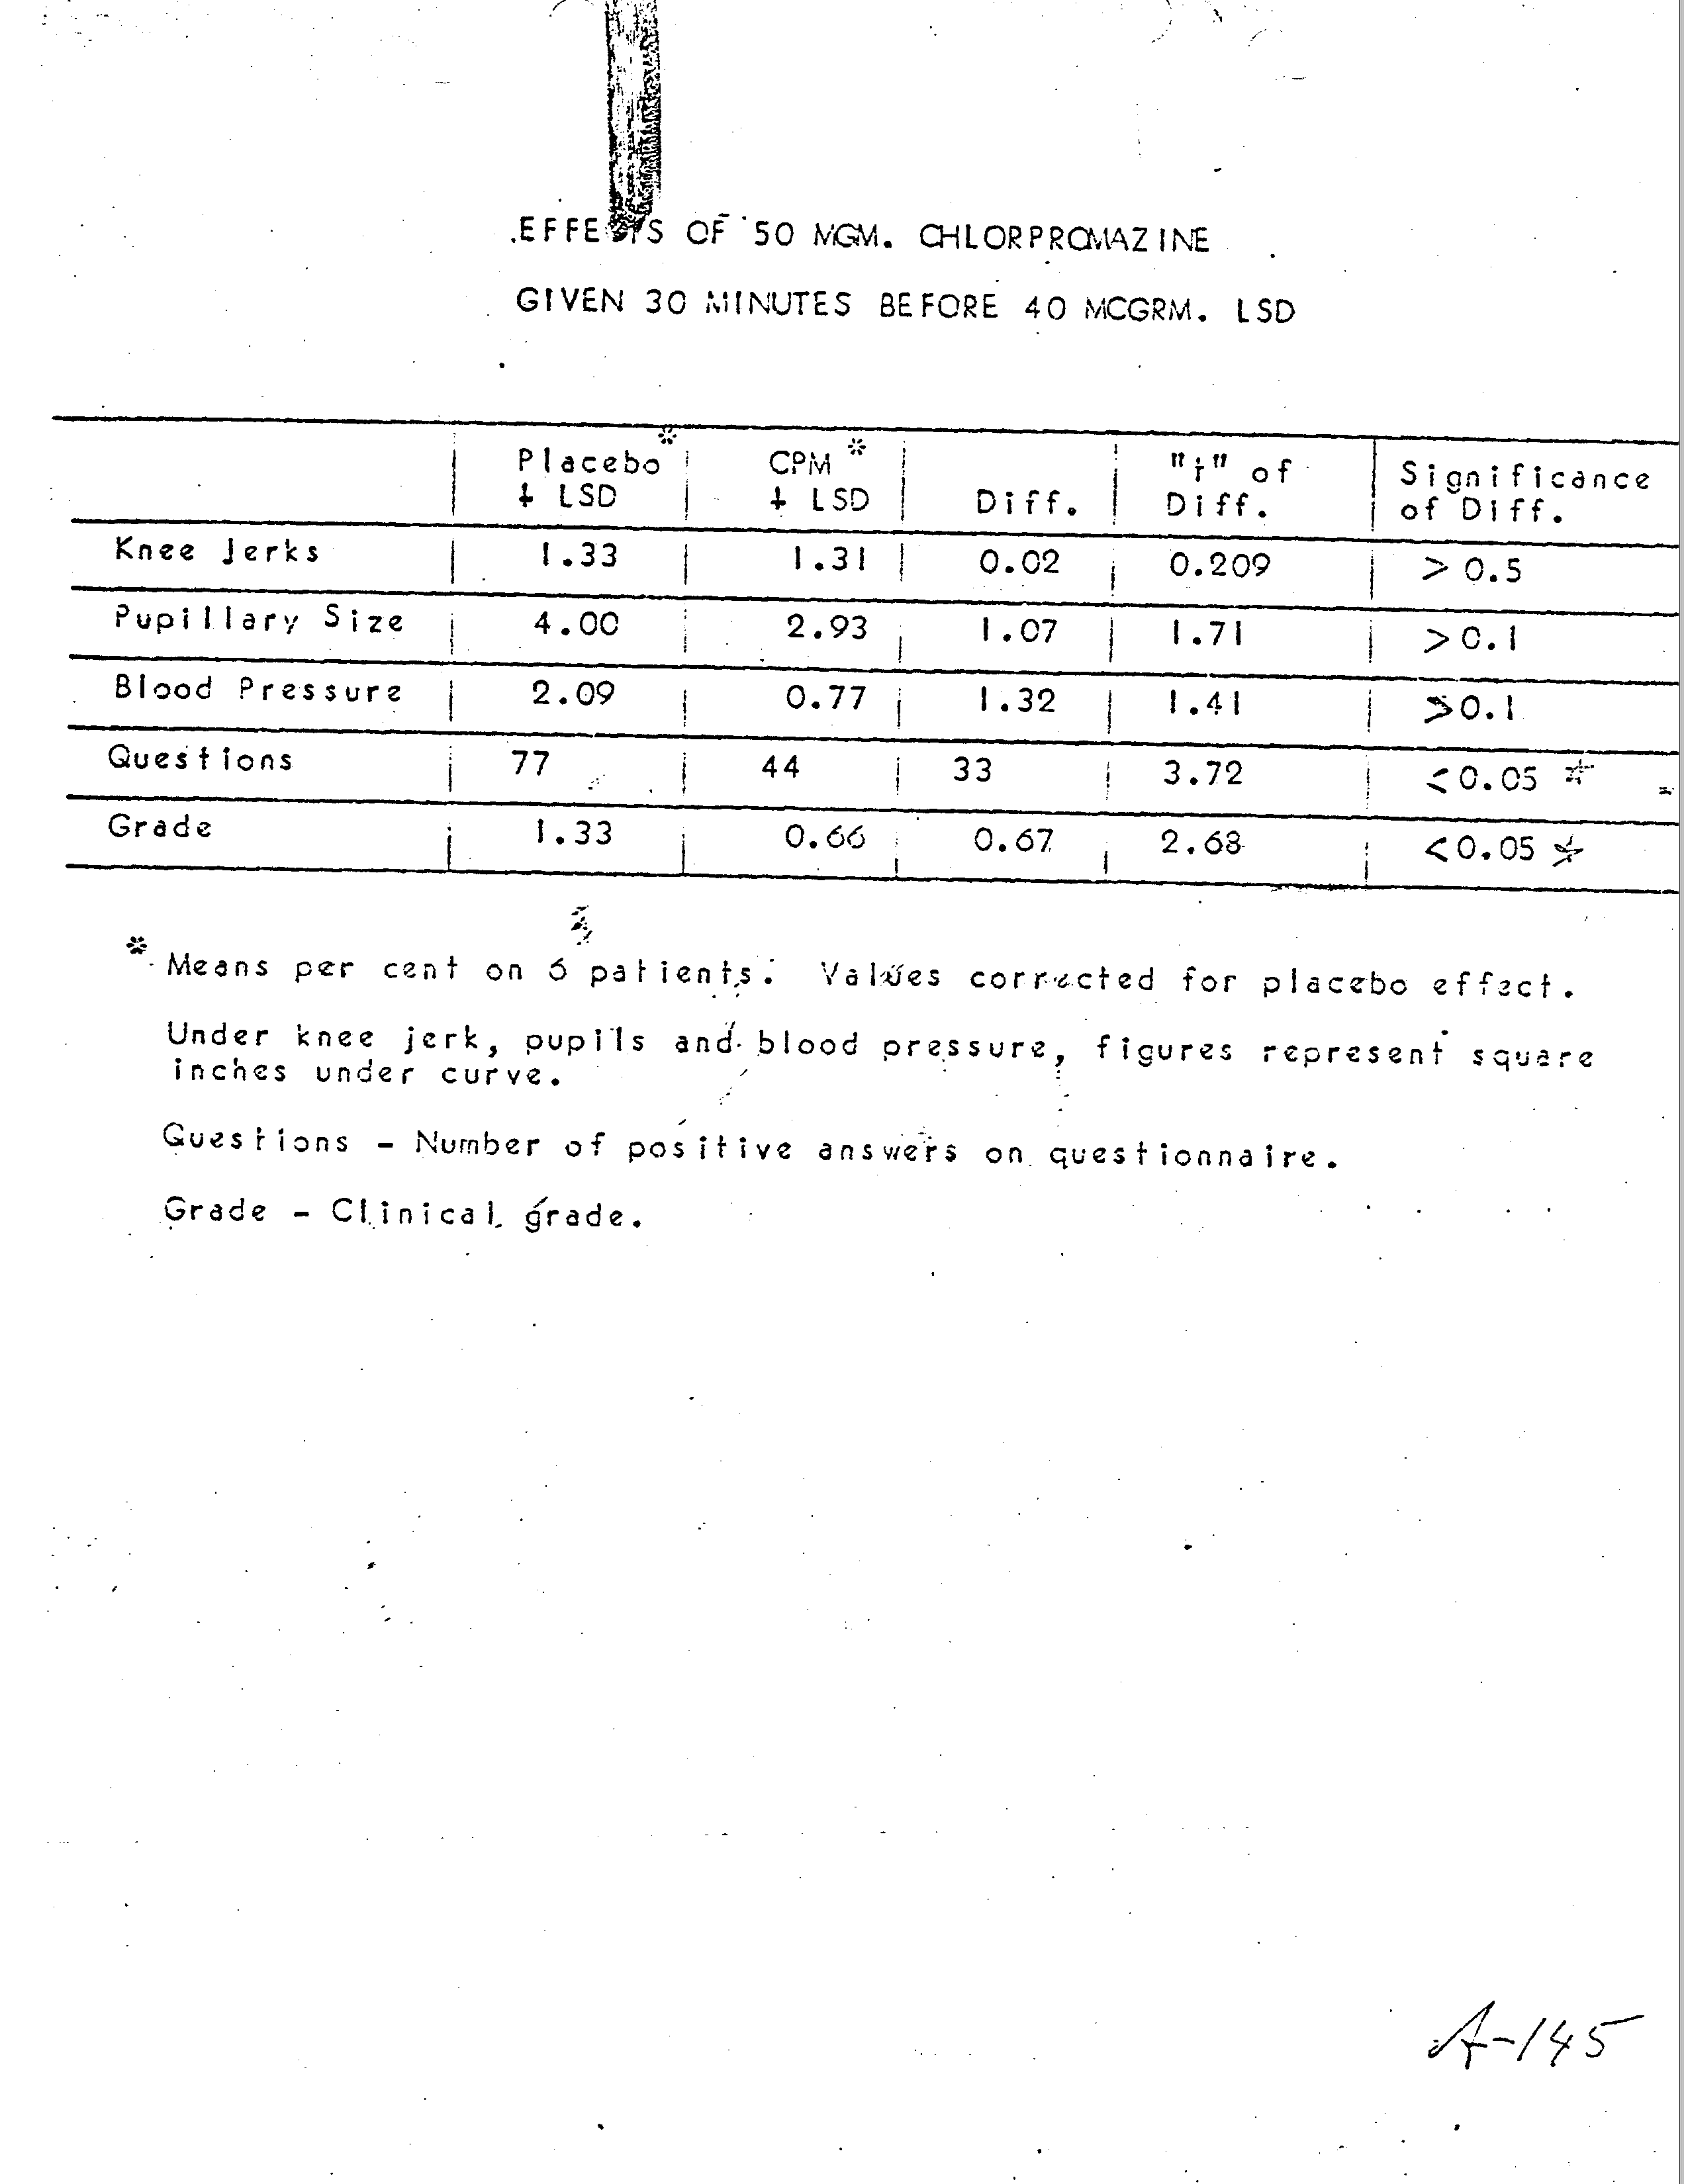 EFFECTS OF 50 MGM. CHLORPROMAZINE
GIVEN 30 MINUTES BEFORE 40 MCGRM. LSD
Placebo * + LSD | CPM * + LSD | Diff. | "t" of Diff. | Significance of Diff.
Knee Jerks | 1.33 | 1.31 | 0.02 | 0.209 | > 0.5
Pupillary Size | 4.00 | 2.93 | 1.07 | 1.71 | >0.1
Blood Pressure | 2.09 | 0.77 | 1.32 | 1.41 | >0.1
Questions | 77 | 44 | 33 | 3.72 | <0.05 *
Grade | 1.33 | 0.66 | 0.67 | 2.68 | <0.05 *
* Means per cent on 6 patients. Values corrected for placebo effect.
Under knee jerk, pupils and blood pressure, figures represent square
inches under curve.
Questions - Number of positive answers on questionnaire.
Grade - Clinical grade.
A-145